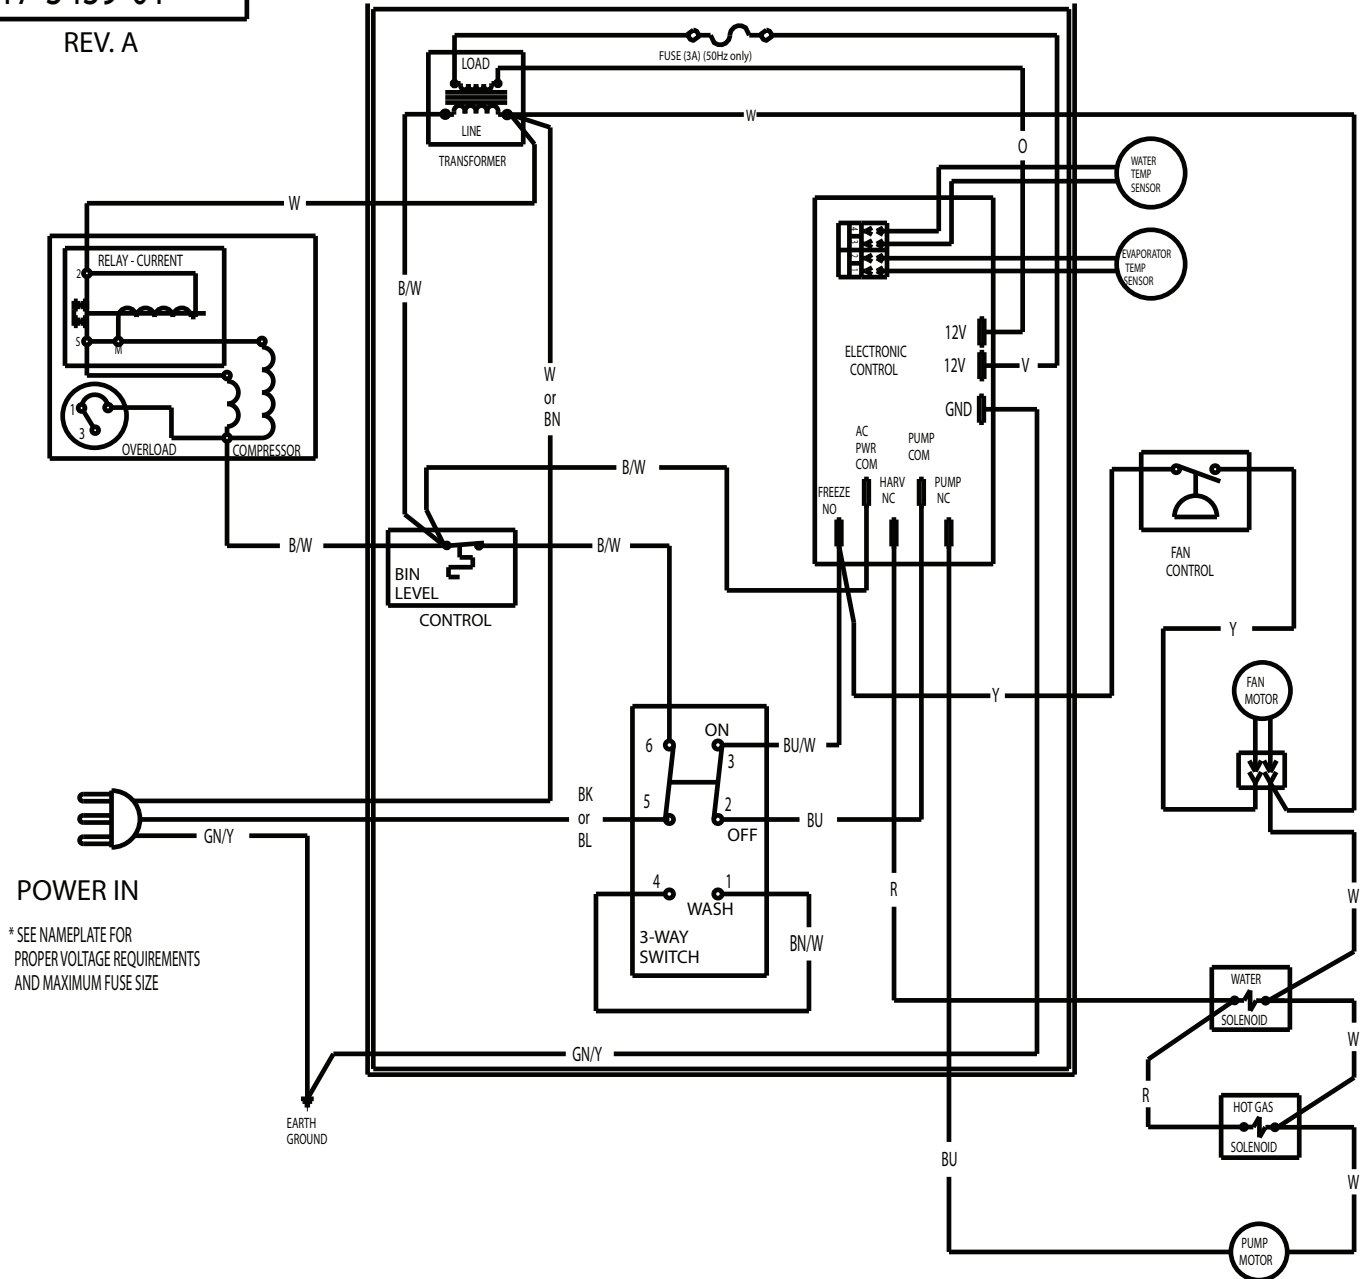 REV. A
LOAD
FUSE (3A) (50Hz only)
LINE
TRANSFORMER
W
O
WATER
TEMP
SENSOR
W
RELAY - CURRENT
2
S
M
1
3
OVERLOAD
COMPRESSOR
B/W
EVAPORATOR
TEMP
SENSOR
4
3
2
1
12V
ELECTRONIC
CONTROL
12V
V
GND
W
or
BN
AC
PWR
COM
PUMP
COM
FREEZE
NO
HARV
NC
PUMP
NC
B/W
B/W
B/W
BIN
LEVEL
CONTROL
FAN
CONTROL
Y
Y
FAN
MOTOR
6
ON
3
BU/W
5
2
OFF
BU
BK
or
BL
4
1
WASH
3-WAY
SWITCH
BN/W
R
GN/Y
POWER IN
* SEE NAMEPLATE FOR
PROPER VOLTAGE REQUIREMENTS
AND MAXIMUM FUSE SIZE
W
WATER
SOLENOID
W
GN/Y
R
HOT GAS
SOLENOID
EARTH
GROUND
BU
W
PUMP
MOTOR